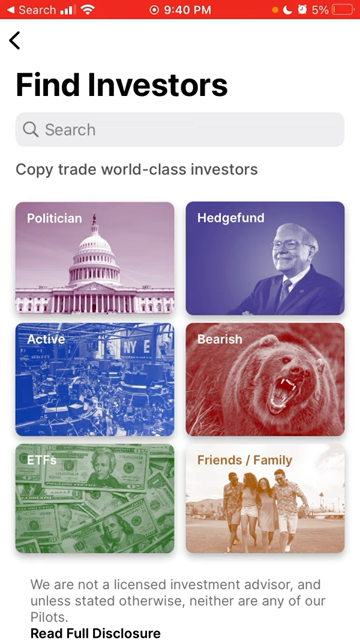 Search 9:40 PM 5%
Find Investors
Search
Copy trade world-class investors
Politician
Hedgefund
Active
NYE
Bearish
ETFs
Friends / Family
We are not a licensed investment advisor, and
unless stated otherwise, neither are any of our
Pilots.
Read Full Disclosure